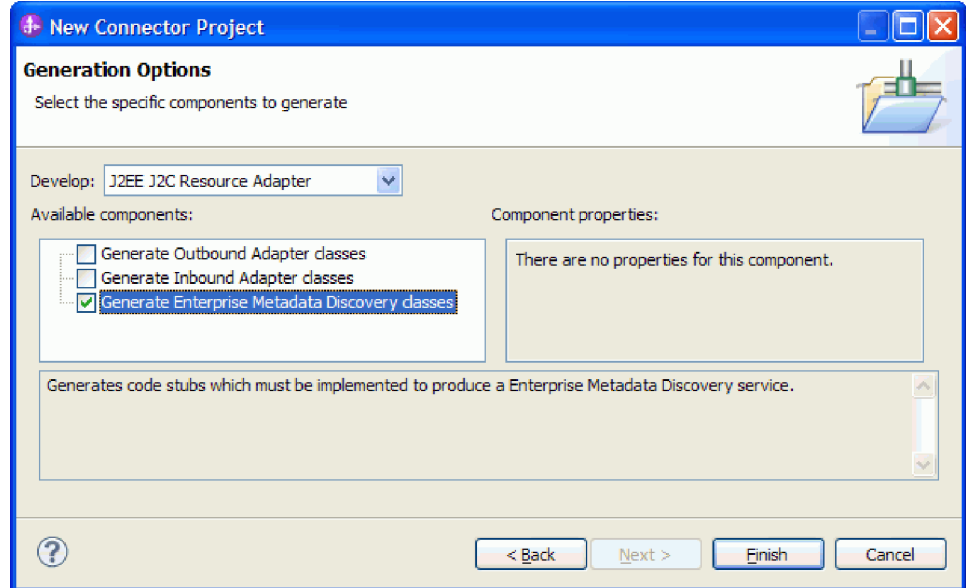 New Connector Project
Generation Options
Select the specific components to generate
Develop: J2EE J2C Resource Adapter
Available components:
Component properties:
Generate Outbound Adapter classes
Generate Inbound Adapter classes
Generate Enterprise Metadata Discovery classes
There are no properties for this component.
Generates code stubs which must be implemented to produce a Enterprise Metadata Discovery service.
?
< Back
Next >
Finish
Cancel